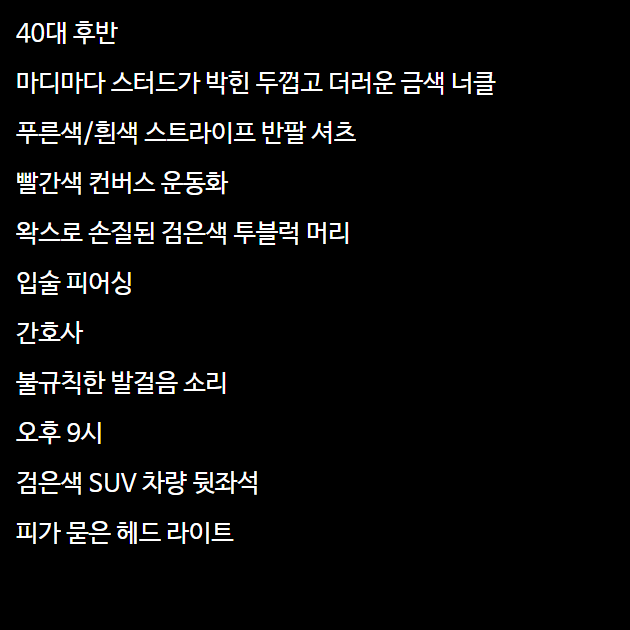 40대 후반
마디마다 스터드가 박힌 두껍고 더러운 금색 너클
푸른색/흰색 스트라이프 반팔 셔츠
빨간색 컨버스 운동화
왁스로 손질된 검은색 투블럭 머리
입술 피어싱
간호사
불규칙한 발걸음 소리
오후 9시
검은색 SUV 차량 뒷좌석
피가 묻은 헤드 라이트